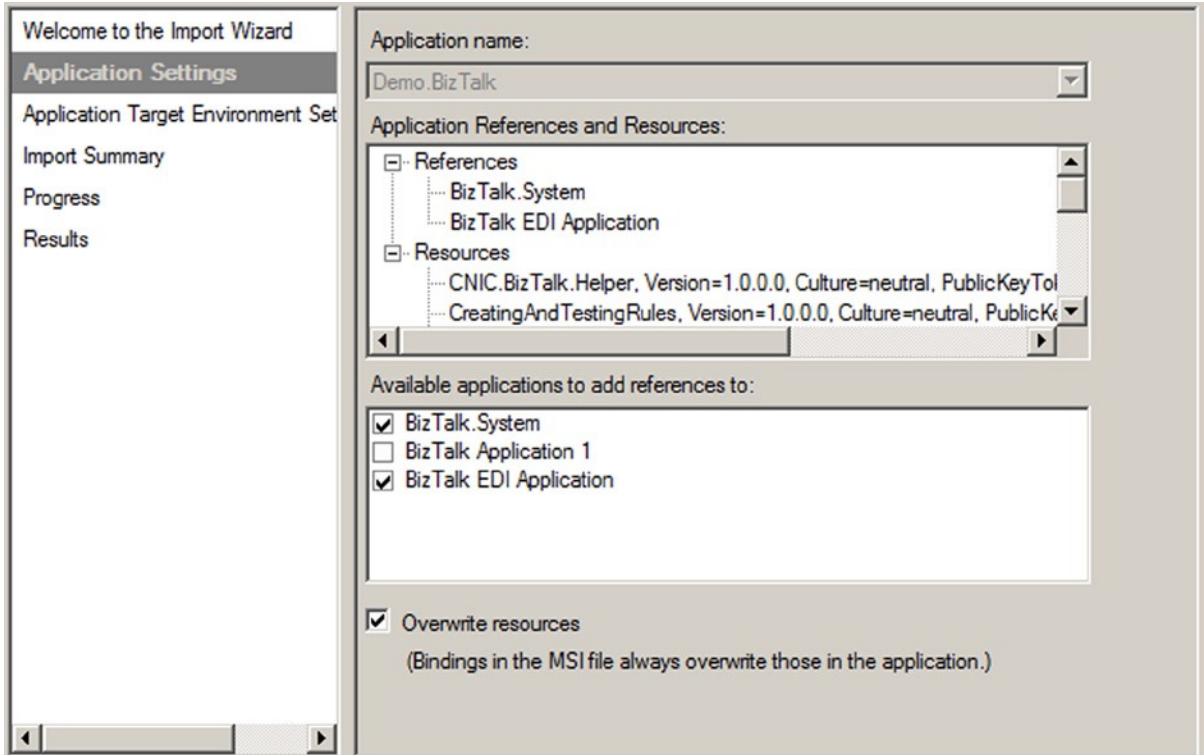 Welcome to the Import Wizard
Application Settings
Application Target Environment Set
Import Summary
Progress
Results
Application name:
Demo.BizTalk
Application References and Resources:
References
BizTalk.System
BizTalk EDI Application
Resources
CNIC.BizTalk.Helper, Version=1.0.0.0, Culture=neutral, PublicKeyTo
CreatingAndTestingRules, Version=1.0.0.0, Culture=neutral, PublicKe
Available applications to add references to:
BizTalk.System
BizTalk Application 1
BizTalk EDI Application
Overwrite resources
(Bindings in the MSI file always overwrite those in the application.)